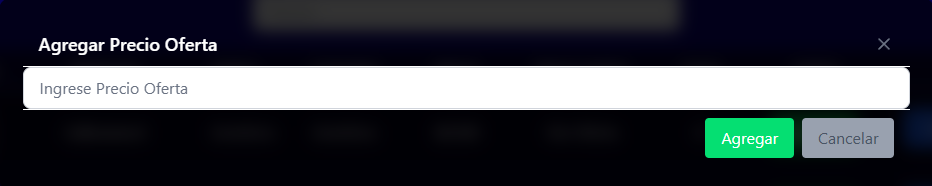 Agregar Precio Oferta
Ingrese Precio Oferta
Agregar
Cancelar